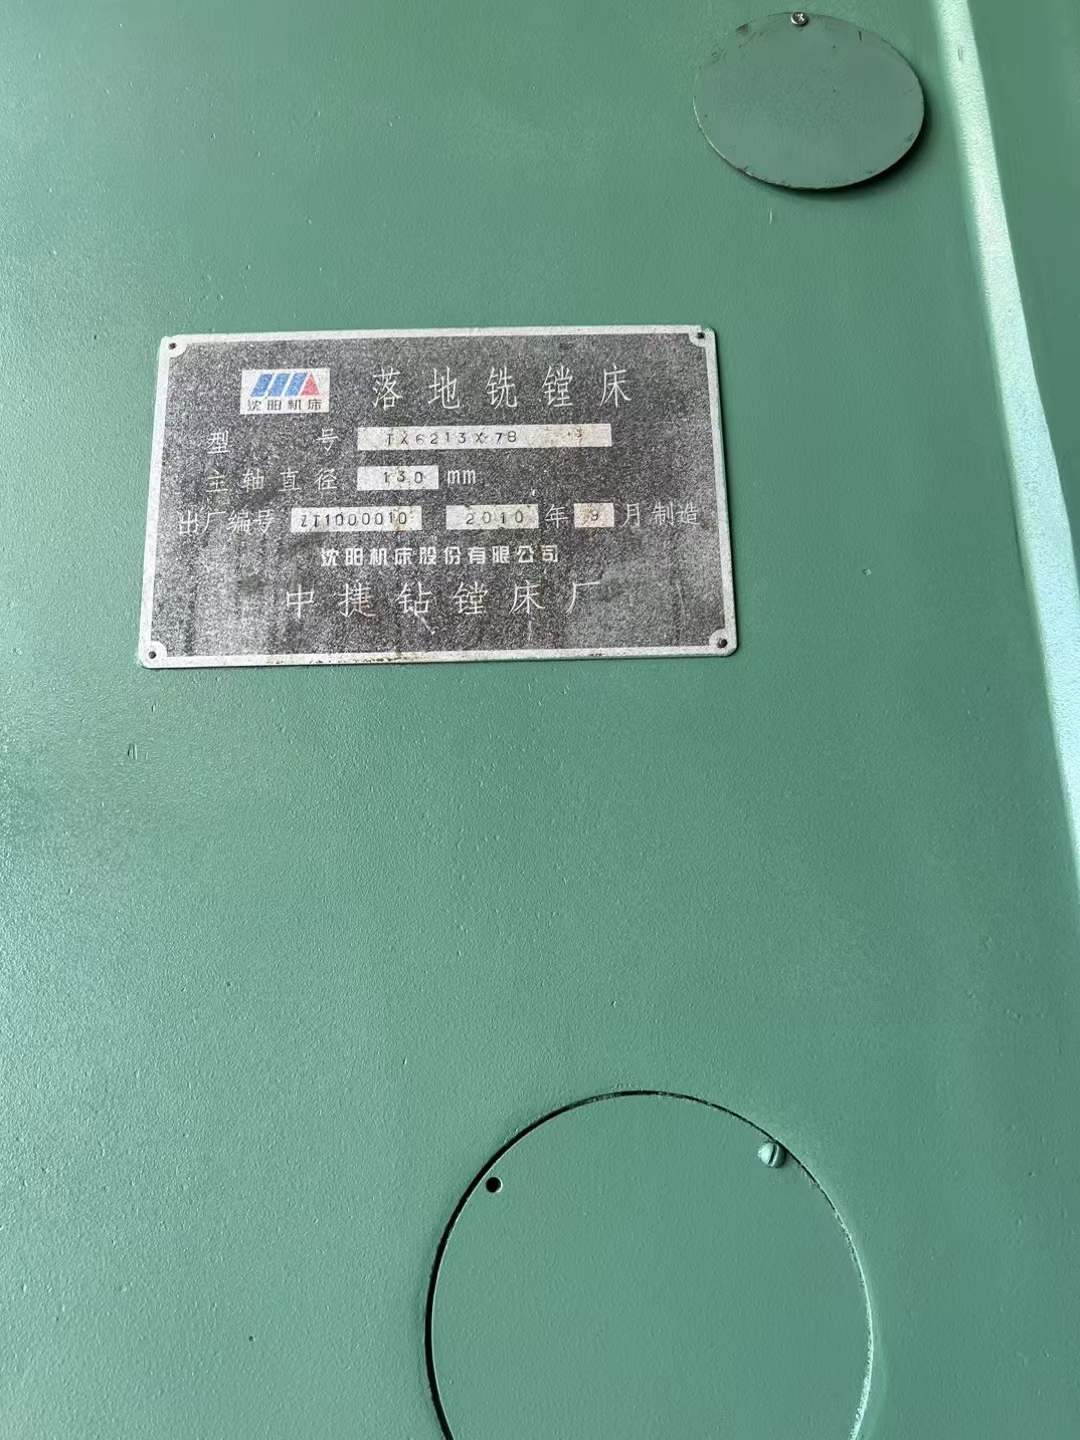 沈阳机床
落地铣镗床
型号 TX6213X78
主轴直径 130 mm
出厂编号 ZT1000010 2010 年 9 月制造
沈阳机床股份有限公司
中捷钻镗床厂